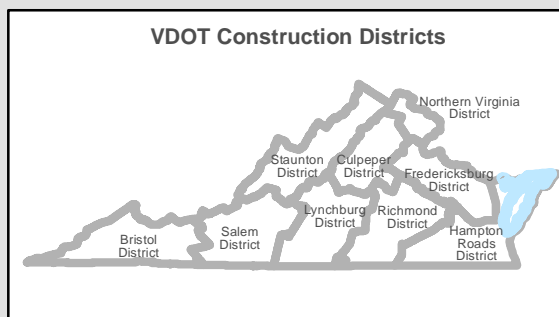 VDOT Construction Districts
Northern Virginia
District
Staunton
District
Culpeper
District
Fredericksburg
District
Lynchburg
District
Richmond
District
Hampton
Roads
District
Salem
District
Bristol
District